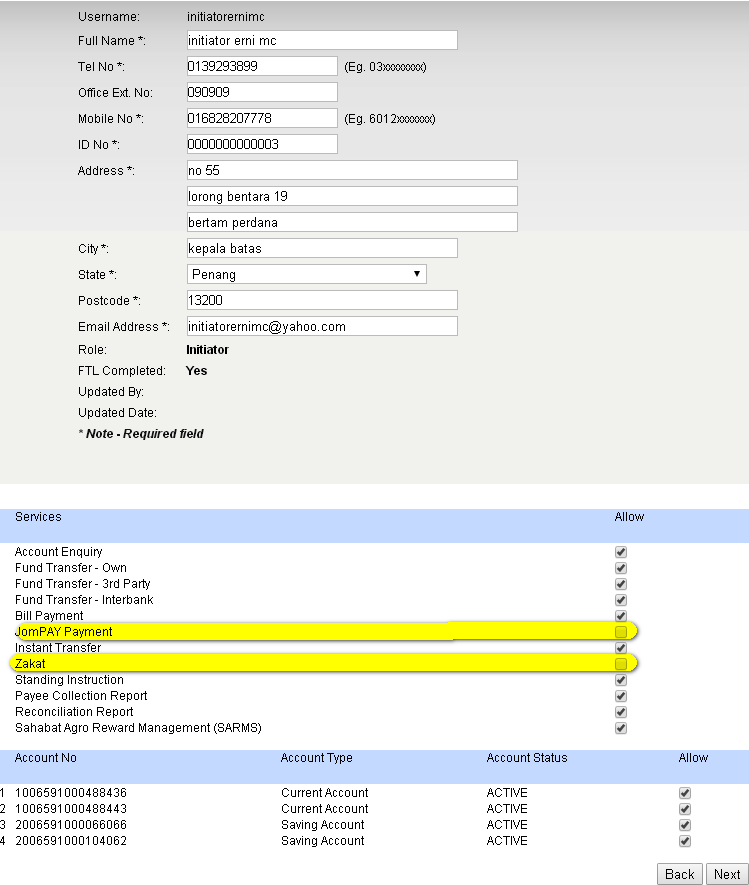 Username: initiatorernimc
Full Name *: initiator erni mc
Tel No *: 0139293899 (Eg. 03xxxxxxxx)
Office Ext. No: 090909
Mobile No *: 016828207778 (Eg. 6012xxxxxxx)
ID No *: 0000000000003
Address *: no 55
lorong bentara 19
bertam perdana
City *: kepala batas
State *: Penang
Postcode *: 13200
Email Address *: initiatorernimc@yahoo.com
Role: Initiator
FTL Completed: Yes
Updated By:
Updated Date:
* Note - Required field
Services Allow
Account Enquiry
Fund Transfer - Own
Fund Transfer - 3rd Party
Fund Transfer - Interbank
Bill Payment
JomPAY Payment
Instant Transfer
Zakat
Standing Instruction
Payee Collection Report
Reconciliation Report
Sahabat Agro Reward Management (SARMS)
Account No Account Type Account Status Allow
1 1006591000488436 Current Account ACTIVE
2 1006591000488443 Current Account ACTIVE
3 2006591000066066 Saving Account ACTIVE
4 2006591000104062 Saving Account ACTIVE
Back Next